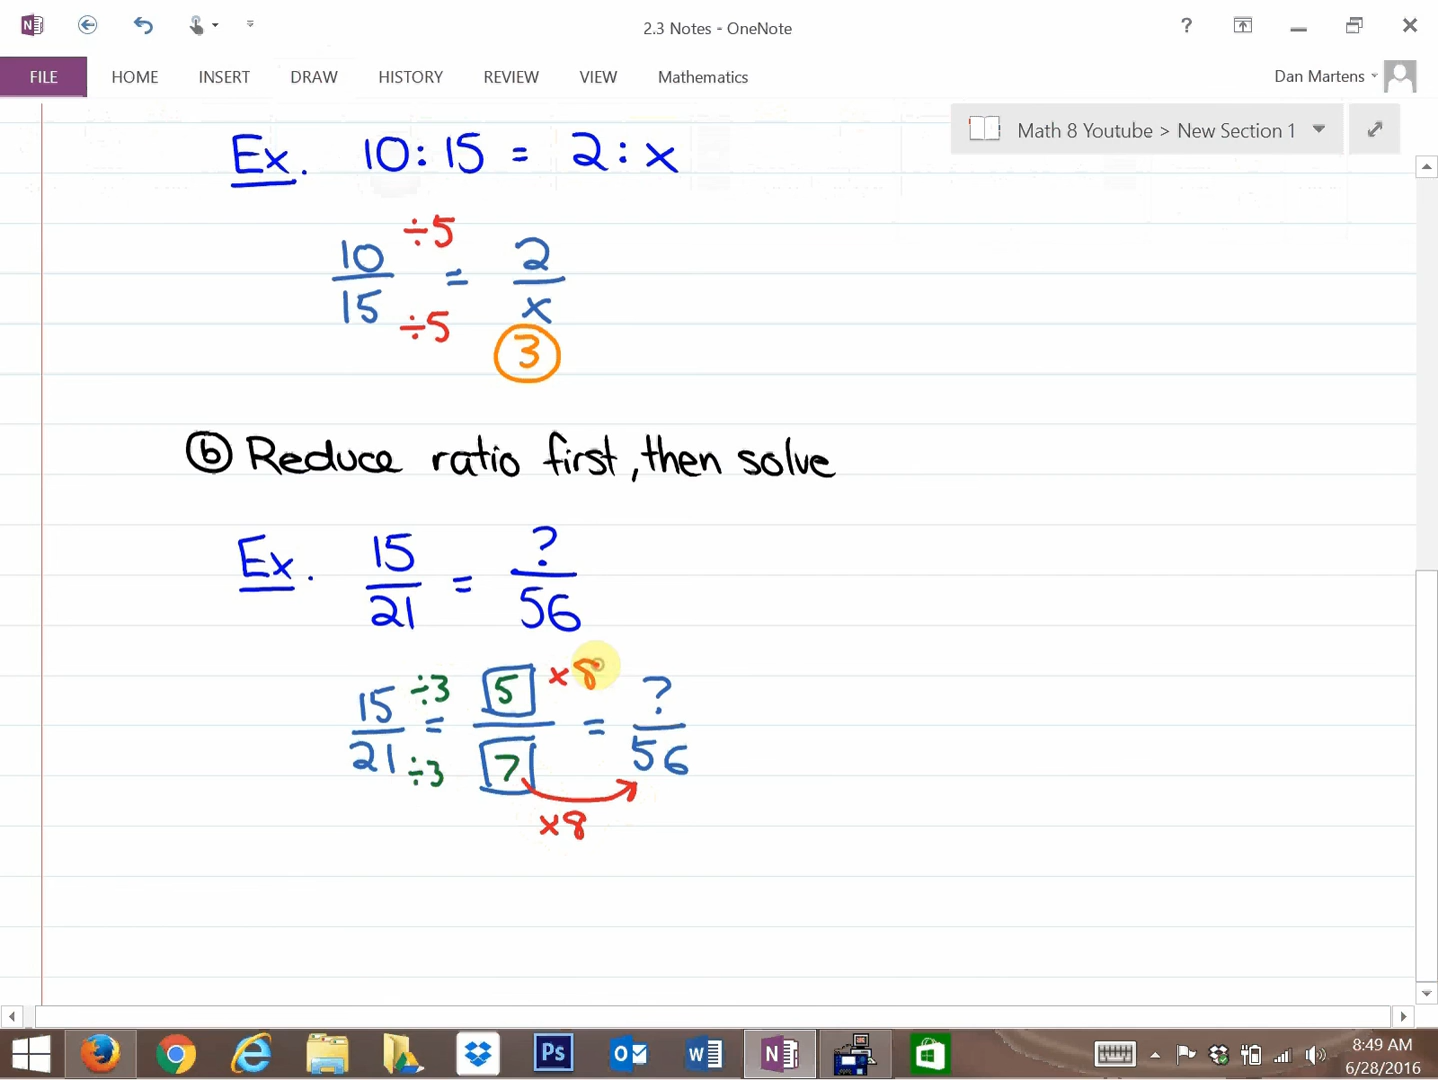 2.3 Notes - OneNote
?
FILE HOME INSERT DRAW HISTORY REVIEW VIEW Mathematics
Dan Martens
Math 8 Youtube > New Section 1
Ex. 10 : 15 = 2 : x
÷5
10/15 = 2/x
÷5
3
ⓑ Reduce ratio first, then solve
Ex. 15/21 = ?/56
÷3 ×8
15/21 = 5/7 = ?/56
÷3
×8
8:49 AM
6/28/2016